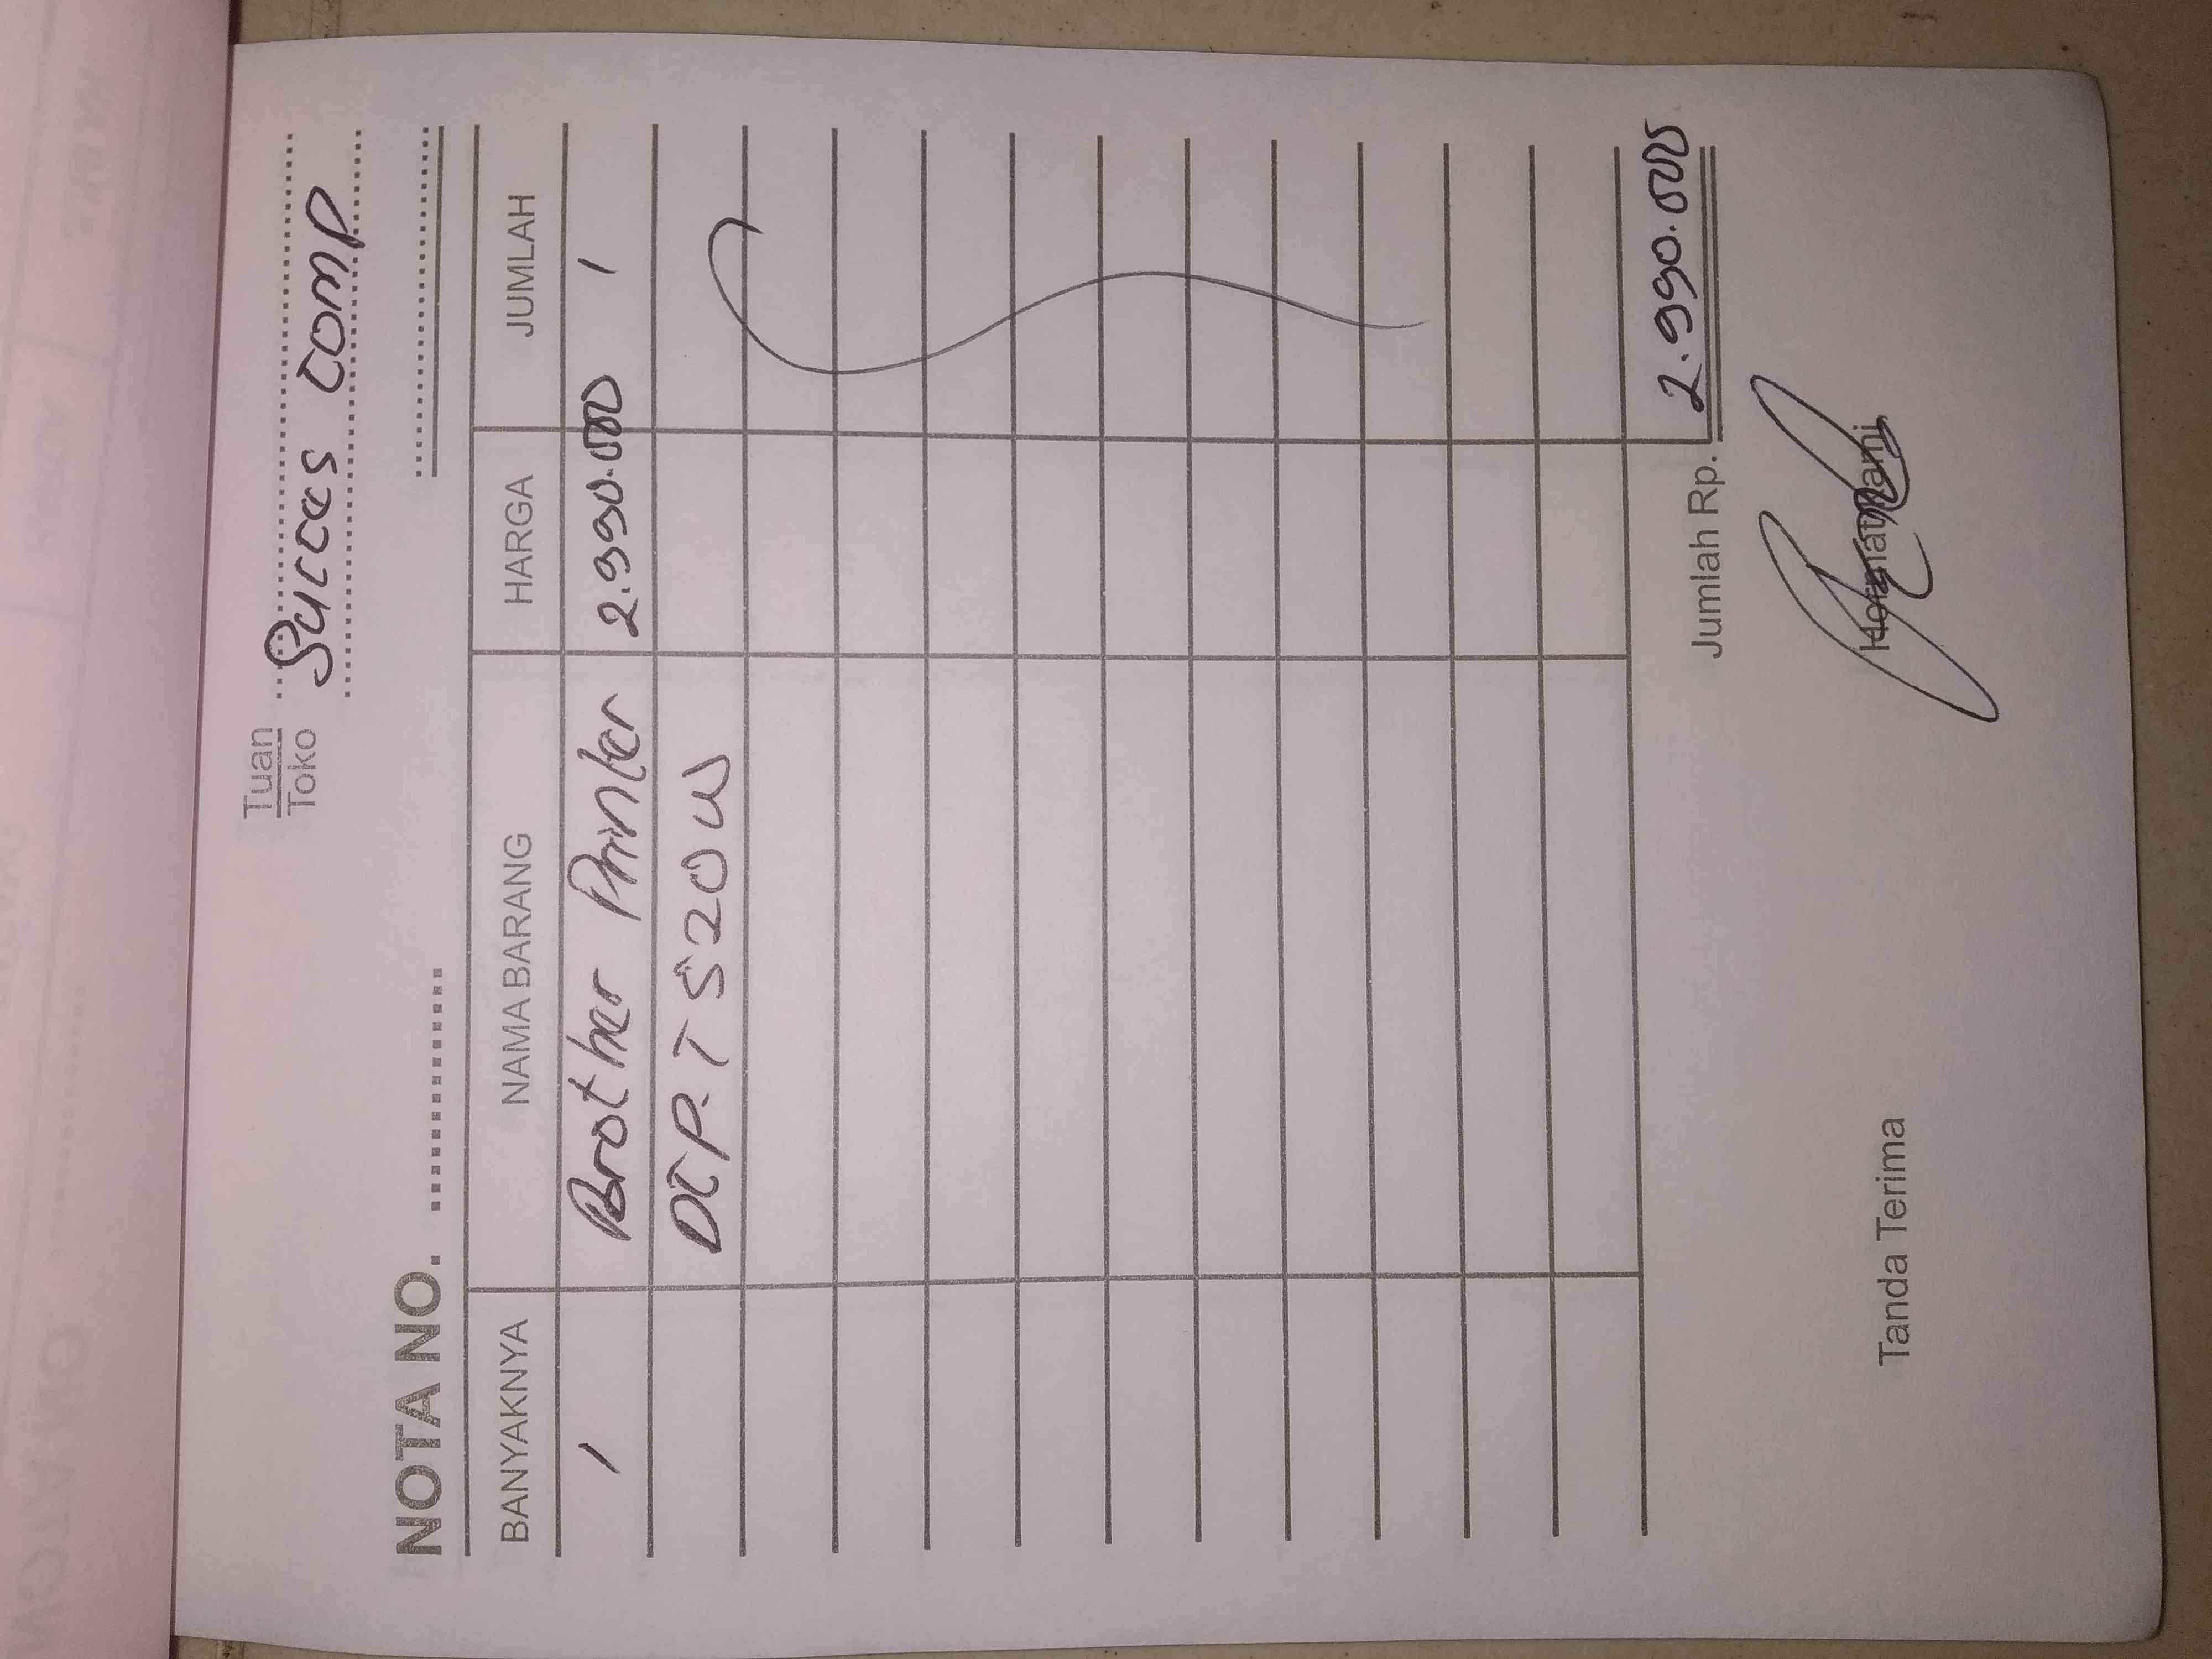 Tuan
Toko
Succes Comp
NOTA NO. ................
BANYAKNYA NAMA BARANG HARGA JUMLAH
1 Brother Printer 2.990.000 1
DCP.T 520W
Jumlah Rp. 2.990.000
Tanda Terima Hormat Kami